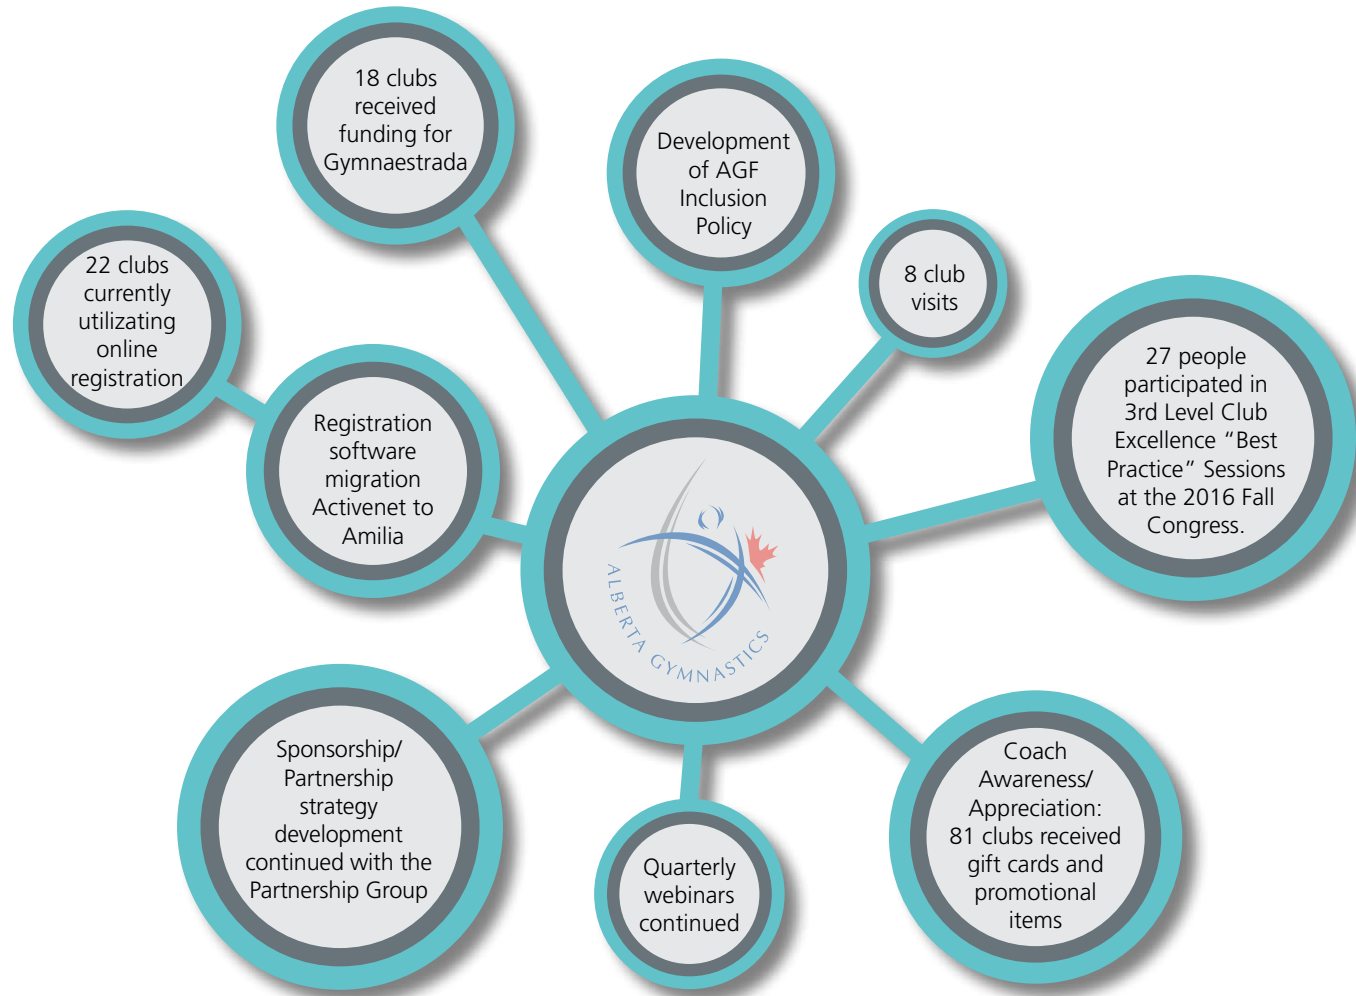 18 clubs
received
funding for
Gymnaestrada
Development
of AGF
Inclusion
Policy
8 club
visits
22 clubs
currently
utilizating
online
registration
Registration
software
migration
Activenet to
Amilia
27 people
participated in
3rd Level Club
Excellence “Best
Practice” Sessions
at the 2016 Fall
Congress.
ALBERTA GYMNASTICS
Sponsorship/
Partnership
strategy
development
continued with the
Partnership Group
Quarterly
webinars
continued
Coach
Awareness/
Appreciation:
81 clubs received
gift cards and
promotional
items